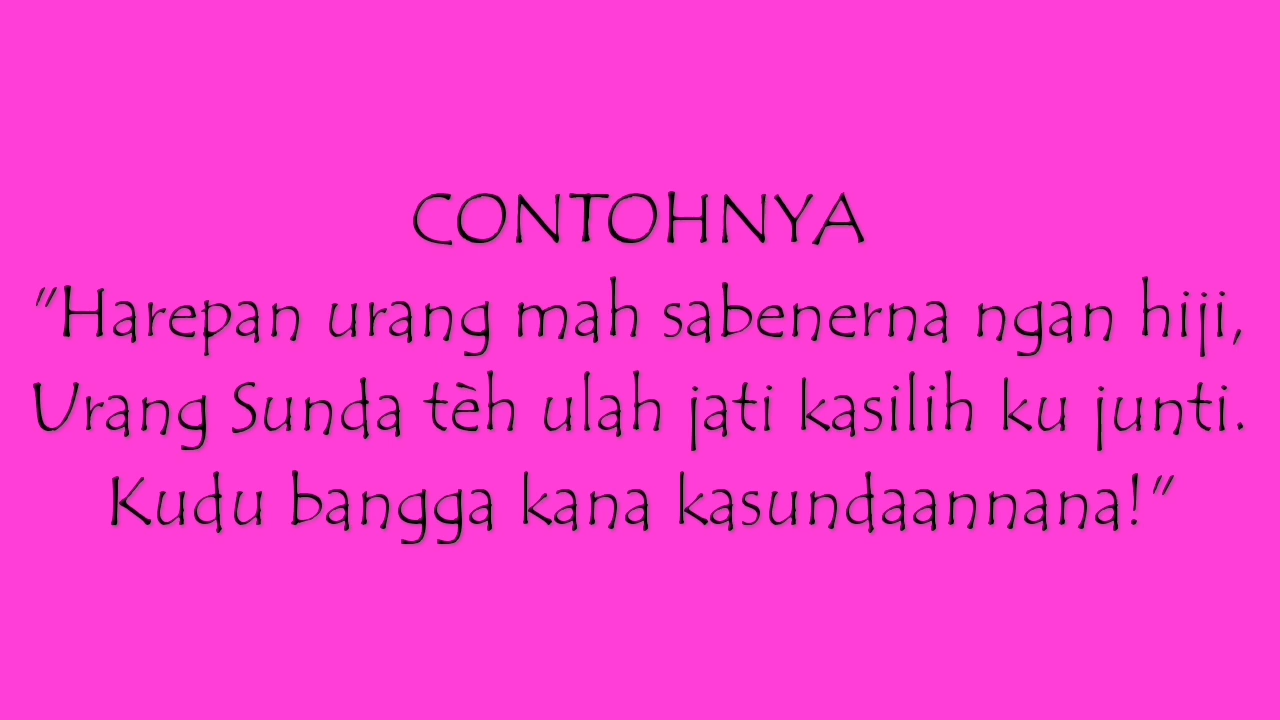 CONTOHNYA
"Harepan urang mah sabenerna ngan hiji,
Urang Sunda tèh ulah jati kasilih ku junti.
Kudu bangga kana kasundaannana!"